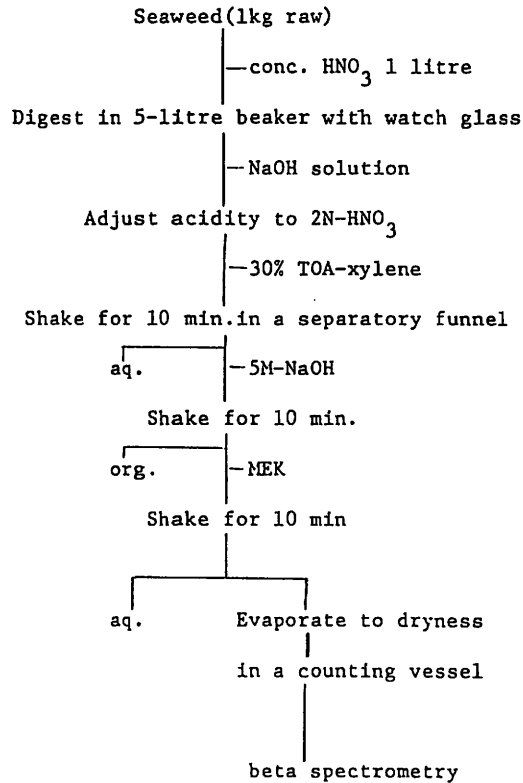 Seaweed(1kg raw)
conc. HNO3 1 litre
Digest in 5-litre beaker with watch glass
NaOH solution
Adjust acidity to 2N-HNO3
30% TOA-xylene
Shake for 10 min.in a separatory funnel
aq. 5M-NaOH
Shake for 10 min.
org. MEK
Shake for 10 min
aq. Evaporate to dryness
in a counting vessel
beta spectrometry